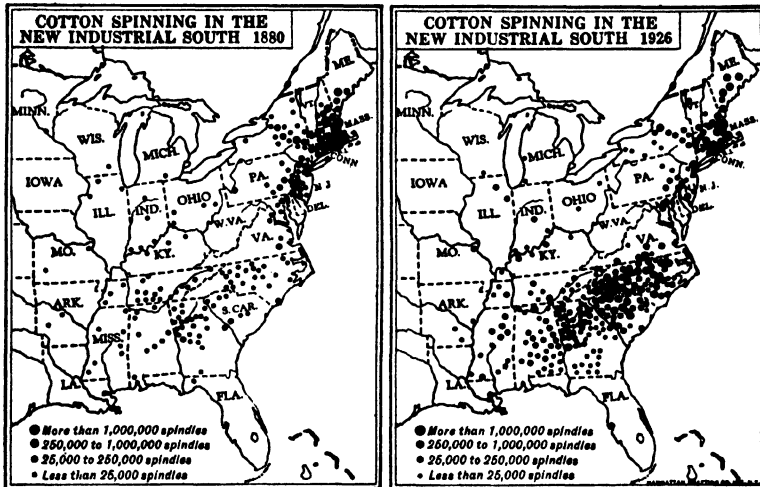 COTTON SPINNING IN THE
NEW INDUSTRIAL SOUTH 1880
ME.
VT.
MASS.
CONN
MINN.
WIS.
MICH.
IOWA
ILL.
IND.
OHIO
PA.
N.J.
DEL.
W.VA.
VA.
MO.
KY.
ARK.
S. CAR.
MISS.
LA.
FLA.
More than 1,000,000 spindles
250,000 to 1,000,000 spindles
25,000 to 250,000 spindles
Less than 25,000 spindles
COTTON SPINNING IN THE
NEW INDUSTRIAL SOUTH 1926
ME.
VT.
MASS.
CONN.
MINN.
WIS.
MICH.
IOWA
ILL.
IND.
OHIO
PA.
N.J.
DEL.
W.VA.
VA.
MO.
KY.
ARK.
LA.
FLA.
More than 1,000,000 spindles
250,000 to 1,000,000 spindles
25,000 to 250,000 spindles
Less than 25,000 spindles